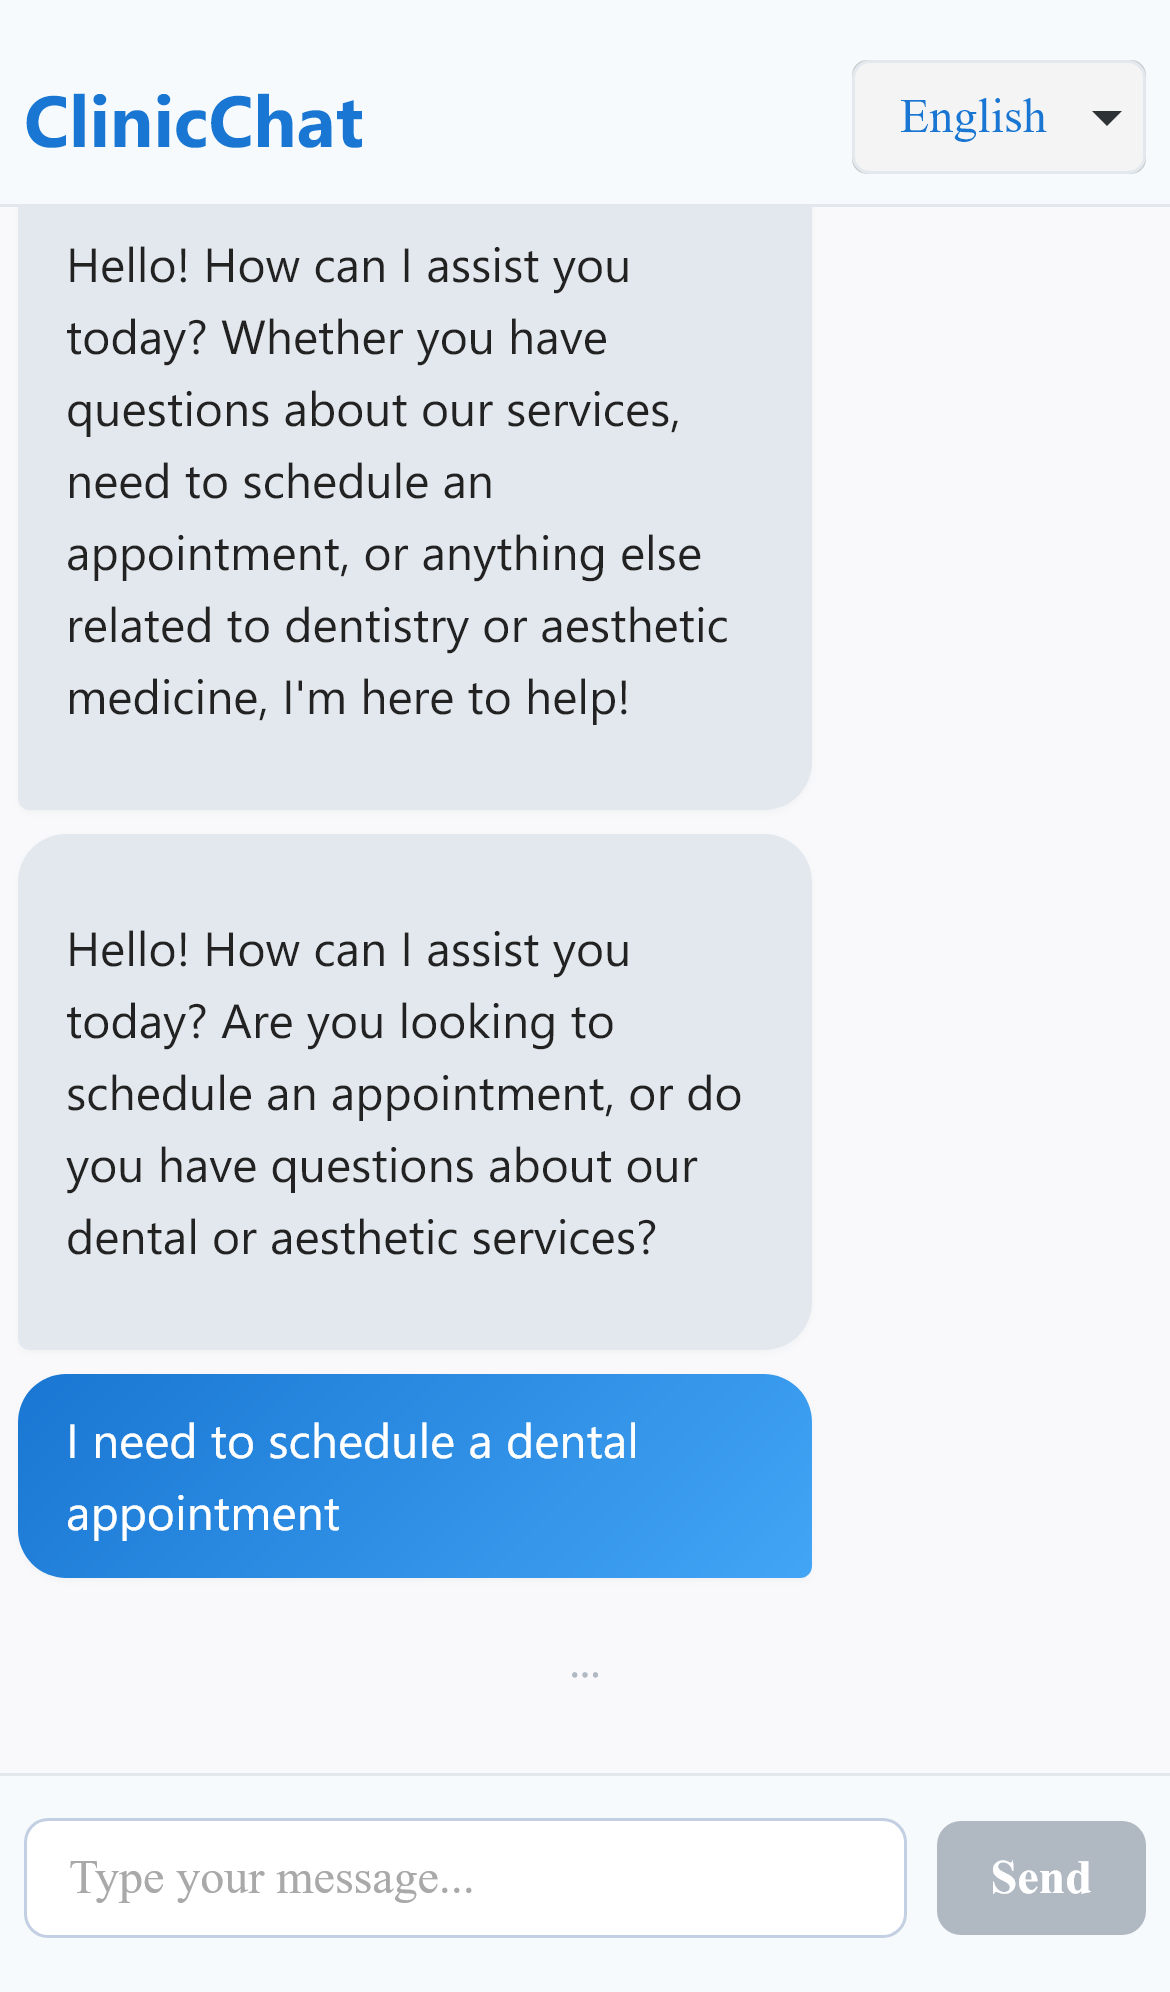 ClinicChat
English
Hello! How can I assist you
today? Whether you have
questions about our services,
need to schedule an
appointment, or anything else
related to dentistry or aesthetic
medicine, I'm here to help!
Hello! How can I assist you
today? Are you looking to
schedule an appointment, or do
you have questions about our
dental or aesthetic services?
I need to schedule a dental
appointment
...
Type your message...
Send